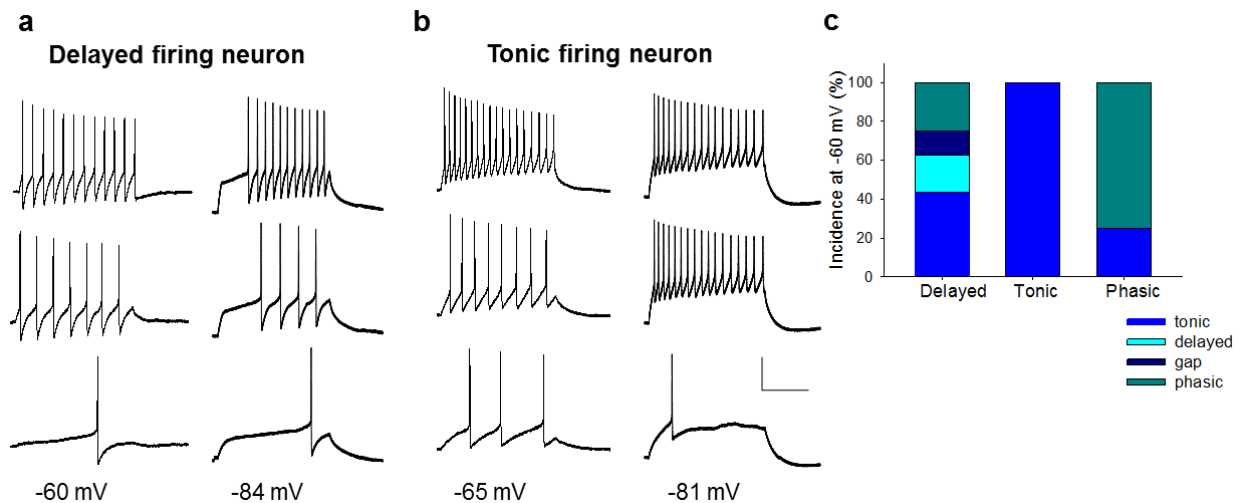 a
Delayed firing neuron
-60 mV
-84 mV
b
Tonic firing neuron
-65 mV
-81 mV
c
Incidence at -60 mV (%)
100
80
60
40
20
0
Delayed
Tonic
Phasic
tonic
delayed
gap
phasic